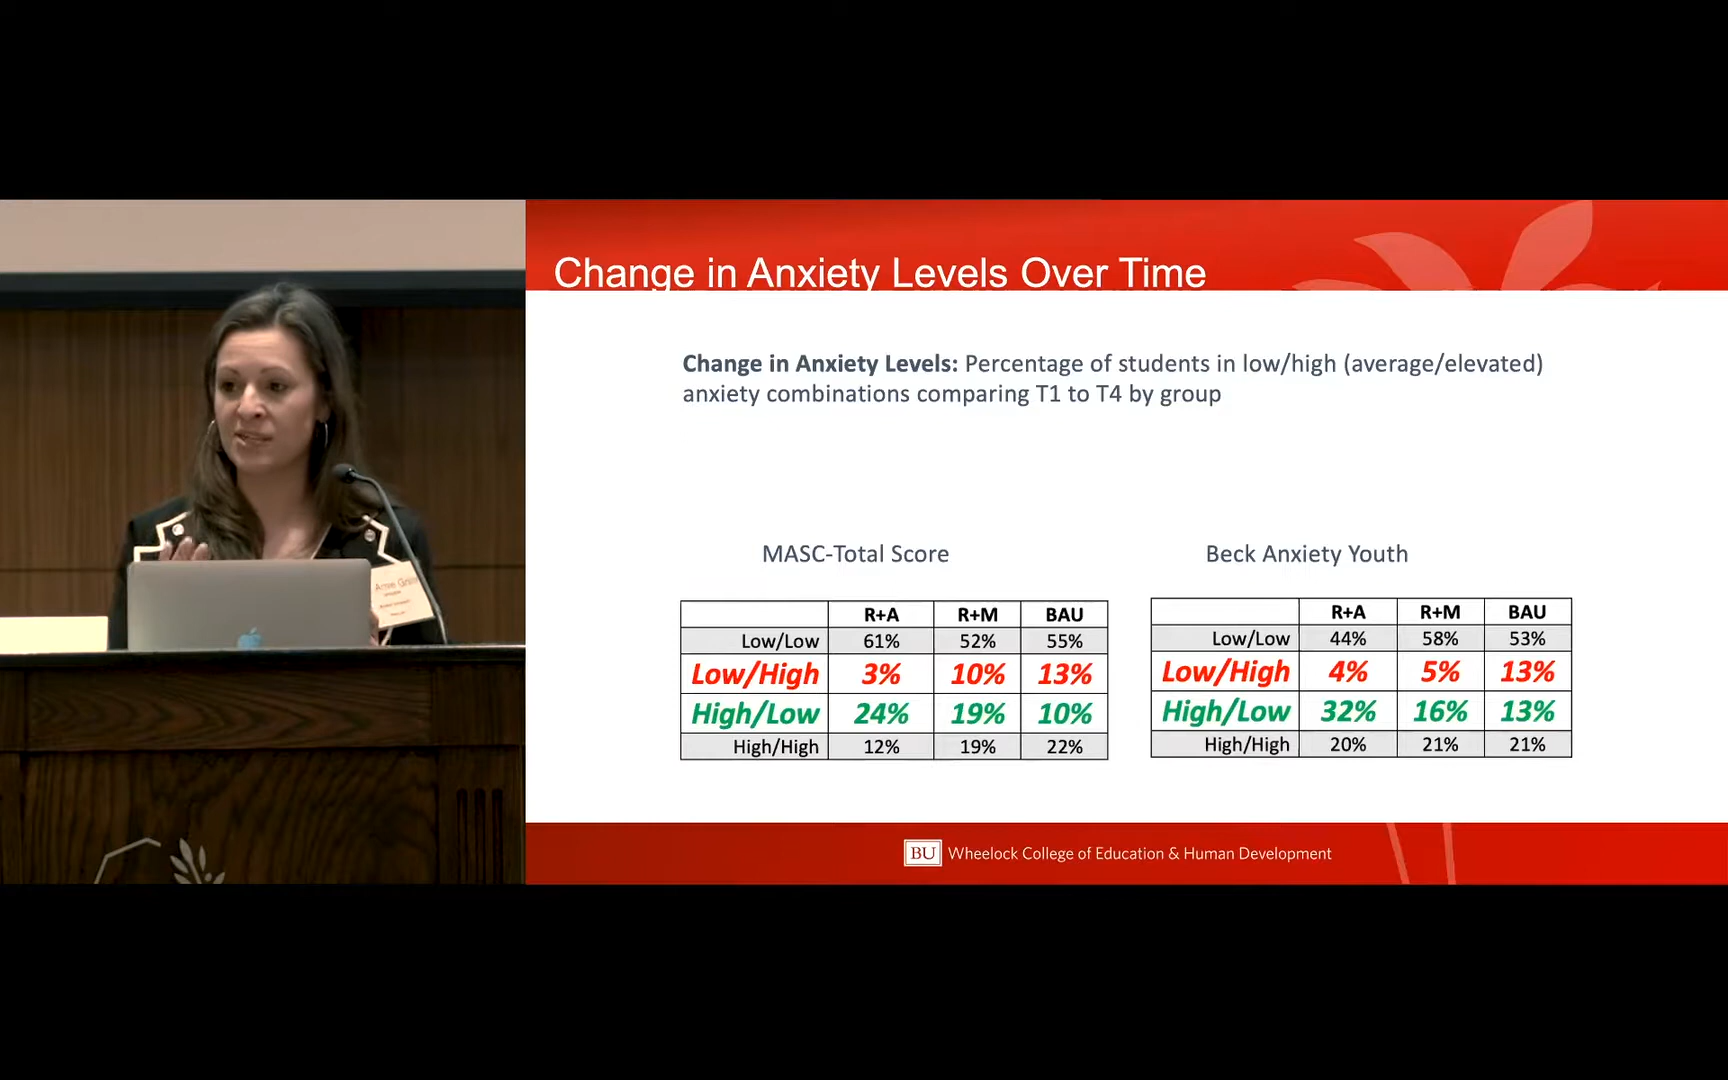 Change in Anxiety Levels Over Time
Change in Anxiety Levels: Percentage of students in low/high (average/elevated)
anxiety combinations comparing T1 to T4 by group
MASC-Total Score
R+A R+M BAU
Low/Low 61% 52% 55%
Low/High 3% 10% 13%
High/Low 24% 19% 10%
High/High 12% 19% 22%
Beck Anxiety Youth
R+A R+M BAU
Low/Low 44% 58% 53%
Low/High 4% 5% 13%
High/Low 32% 16% 13%
High/High 20% 21% 21%
BU Wheelock College of Education & Human Development